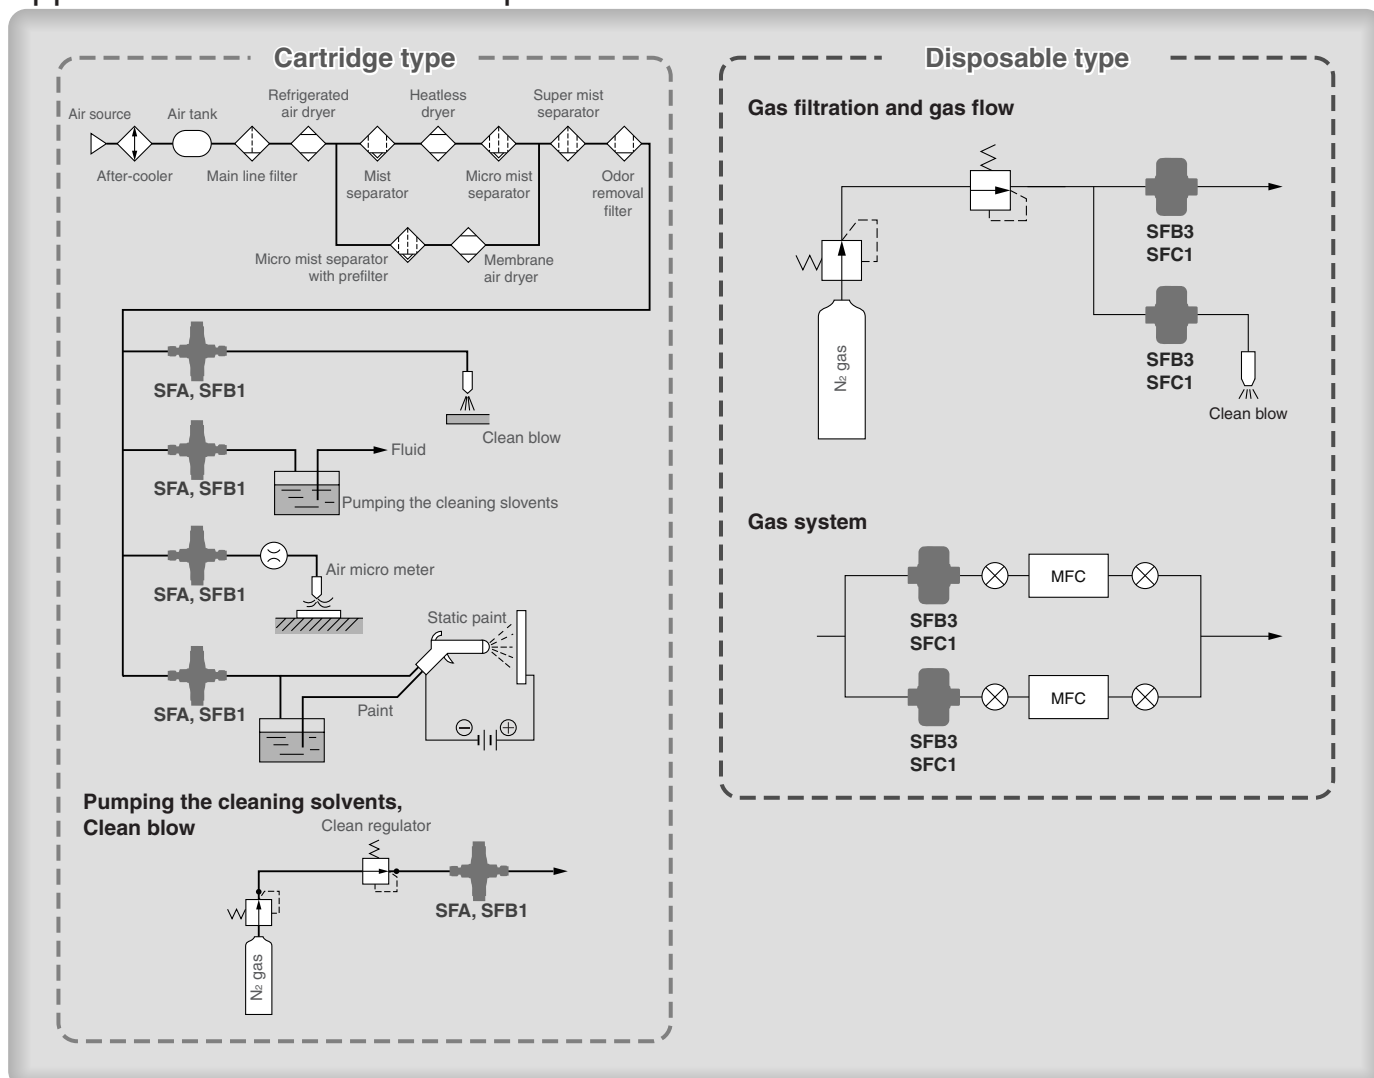 Cartridge type
Refrigerated
air dryer
Heatless
dryer
Super mist
separator
Air source
Air tank
After-cooler
Main line filter
Mist
separator
Micro mist
separator
Odor
removal
filter
Micro mist separator
with prefilter
Membrane
air dryer
SFA, SFB1
Clean blow
SFA, SFB1
Fluid
Pumping the cleaning slovents
SFA, SFB1
Air micro meter
SFA, SFB1
Static paint
Paint
Pumping the cleaning solvents,
Clean blow
Clean regulator
SFA, SFB1
N2 gas
Disposable type
Gas filtration and gas flow
SFB3
SFC1
N2 gas
SFB3
SFC1
Clean blow
Gas system
MFC
SFB3
SFC1
MFC
SFB3
SFC1